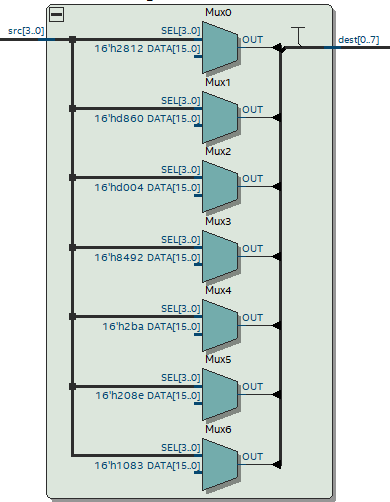 Mux0
src[3..0]
SEL[3..0]
OUT
dest[0..7]
16'h2812 DATA[15..0]
Mux1
SEL[3..0]
OUT
16'hd860 DATA[15..0]
Mux2
SEL[3..0]
OUT
16'hd004 DATA[15..0]
Mux3
SEL[3..0]
OUT
16'h8492 DATA[15..0]
Mux4
SEL[3..0]
OUT
16'h2ba DATA[15..0]
Mux5
SEL[3..0]
OUT
16'h208e DATA[15..0]
Mux6
SEL[3..0]
OUT
16'h1083 DATA[15..0]